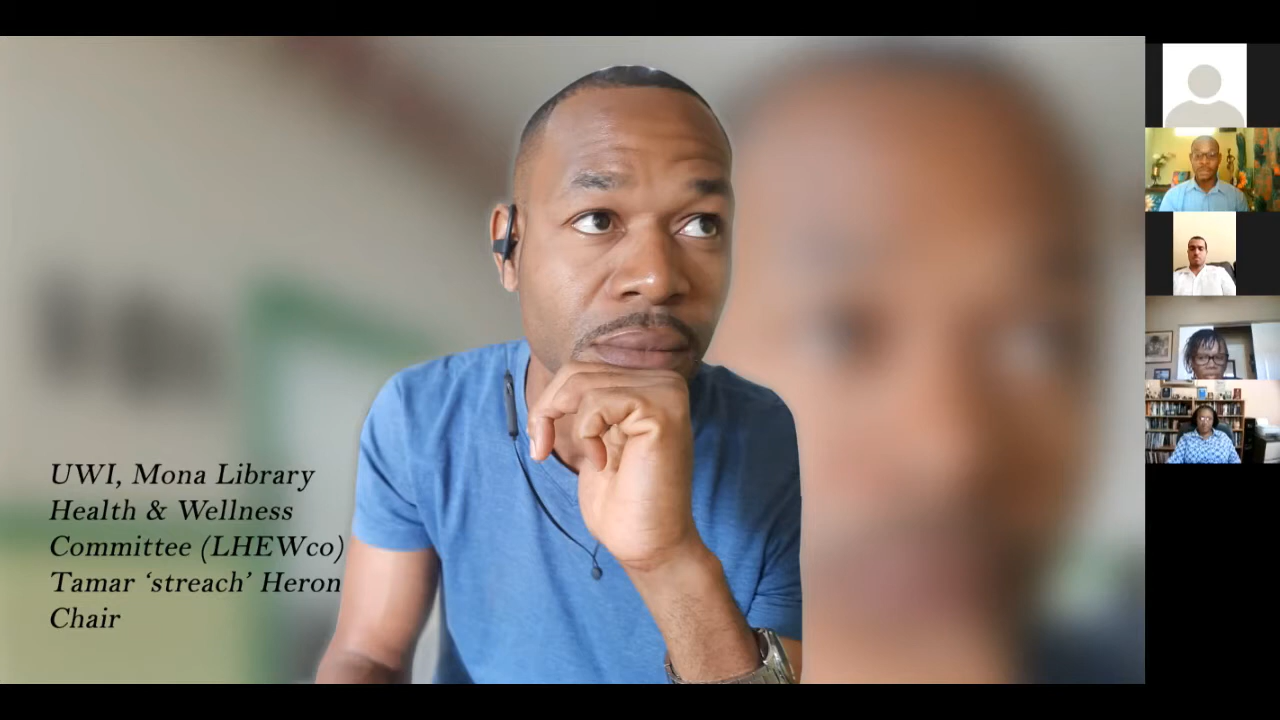 UWI, Mona Library
Health & Wellness
Committee (LHEWco)
Tamar ‘streach’ Heron
Chair